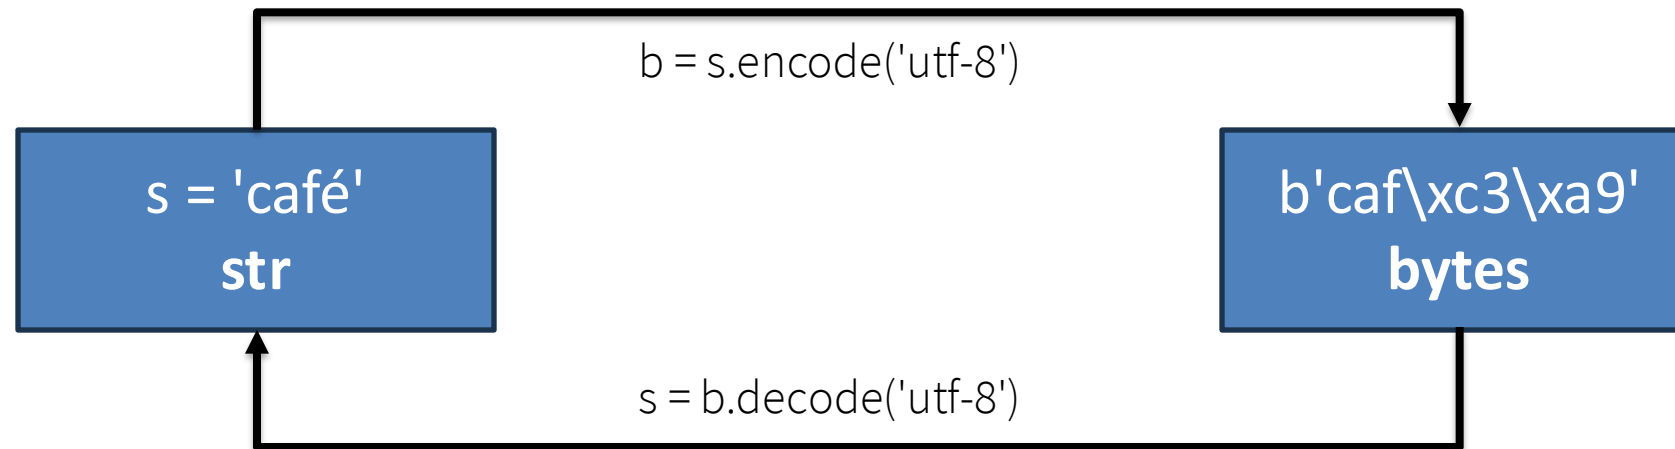 b = s.encode('utf-8')
s = 'café'
str
b'caf\xc3\xa9'
bytes
s = b.decode('utf-8')